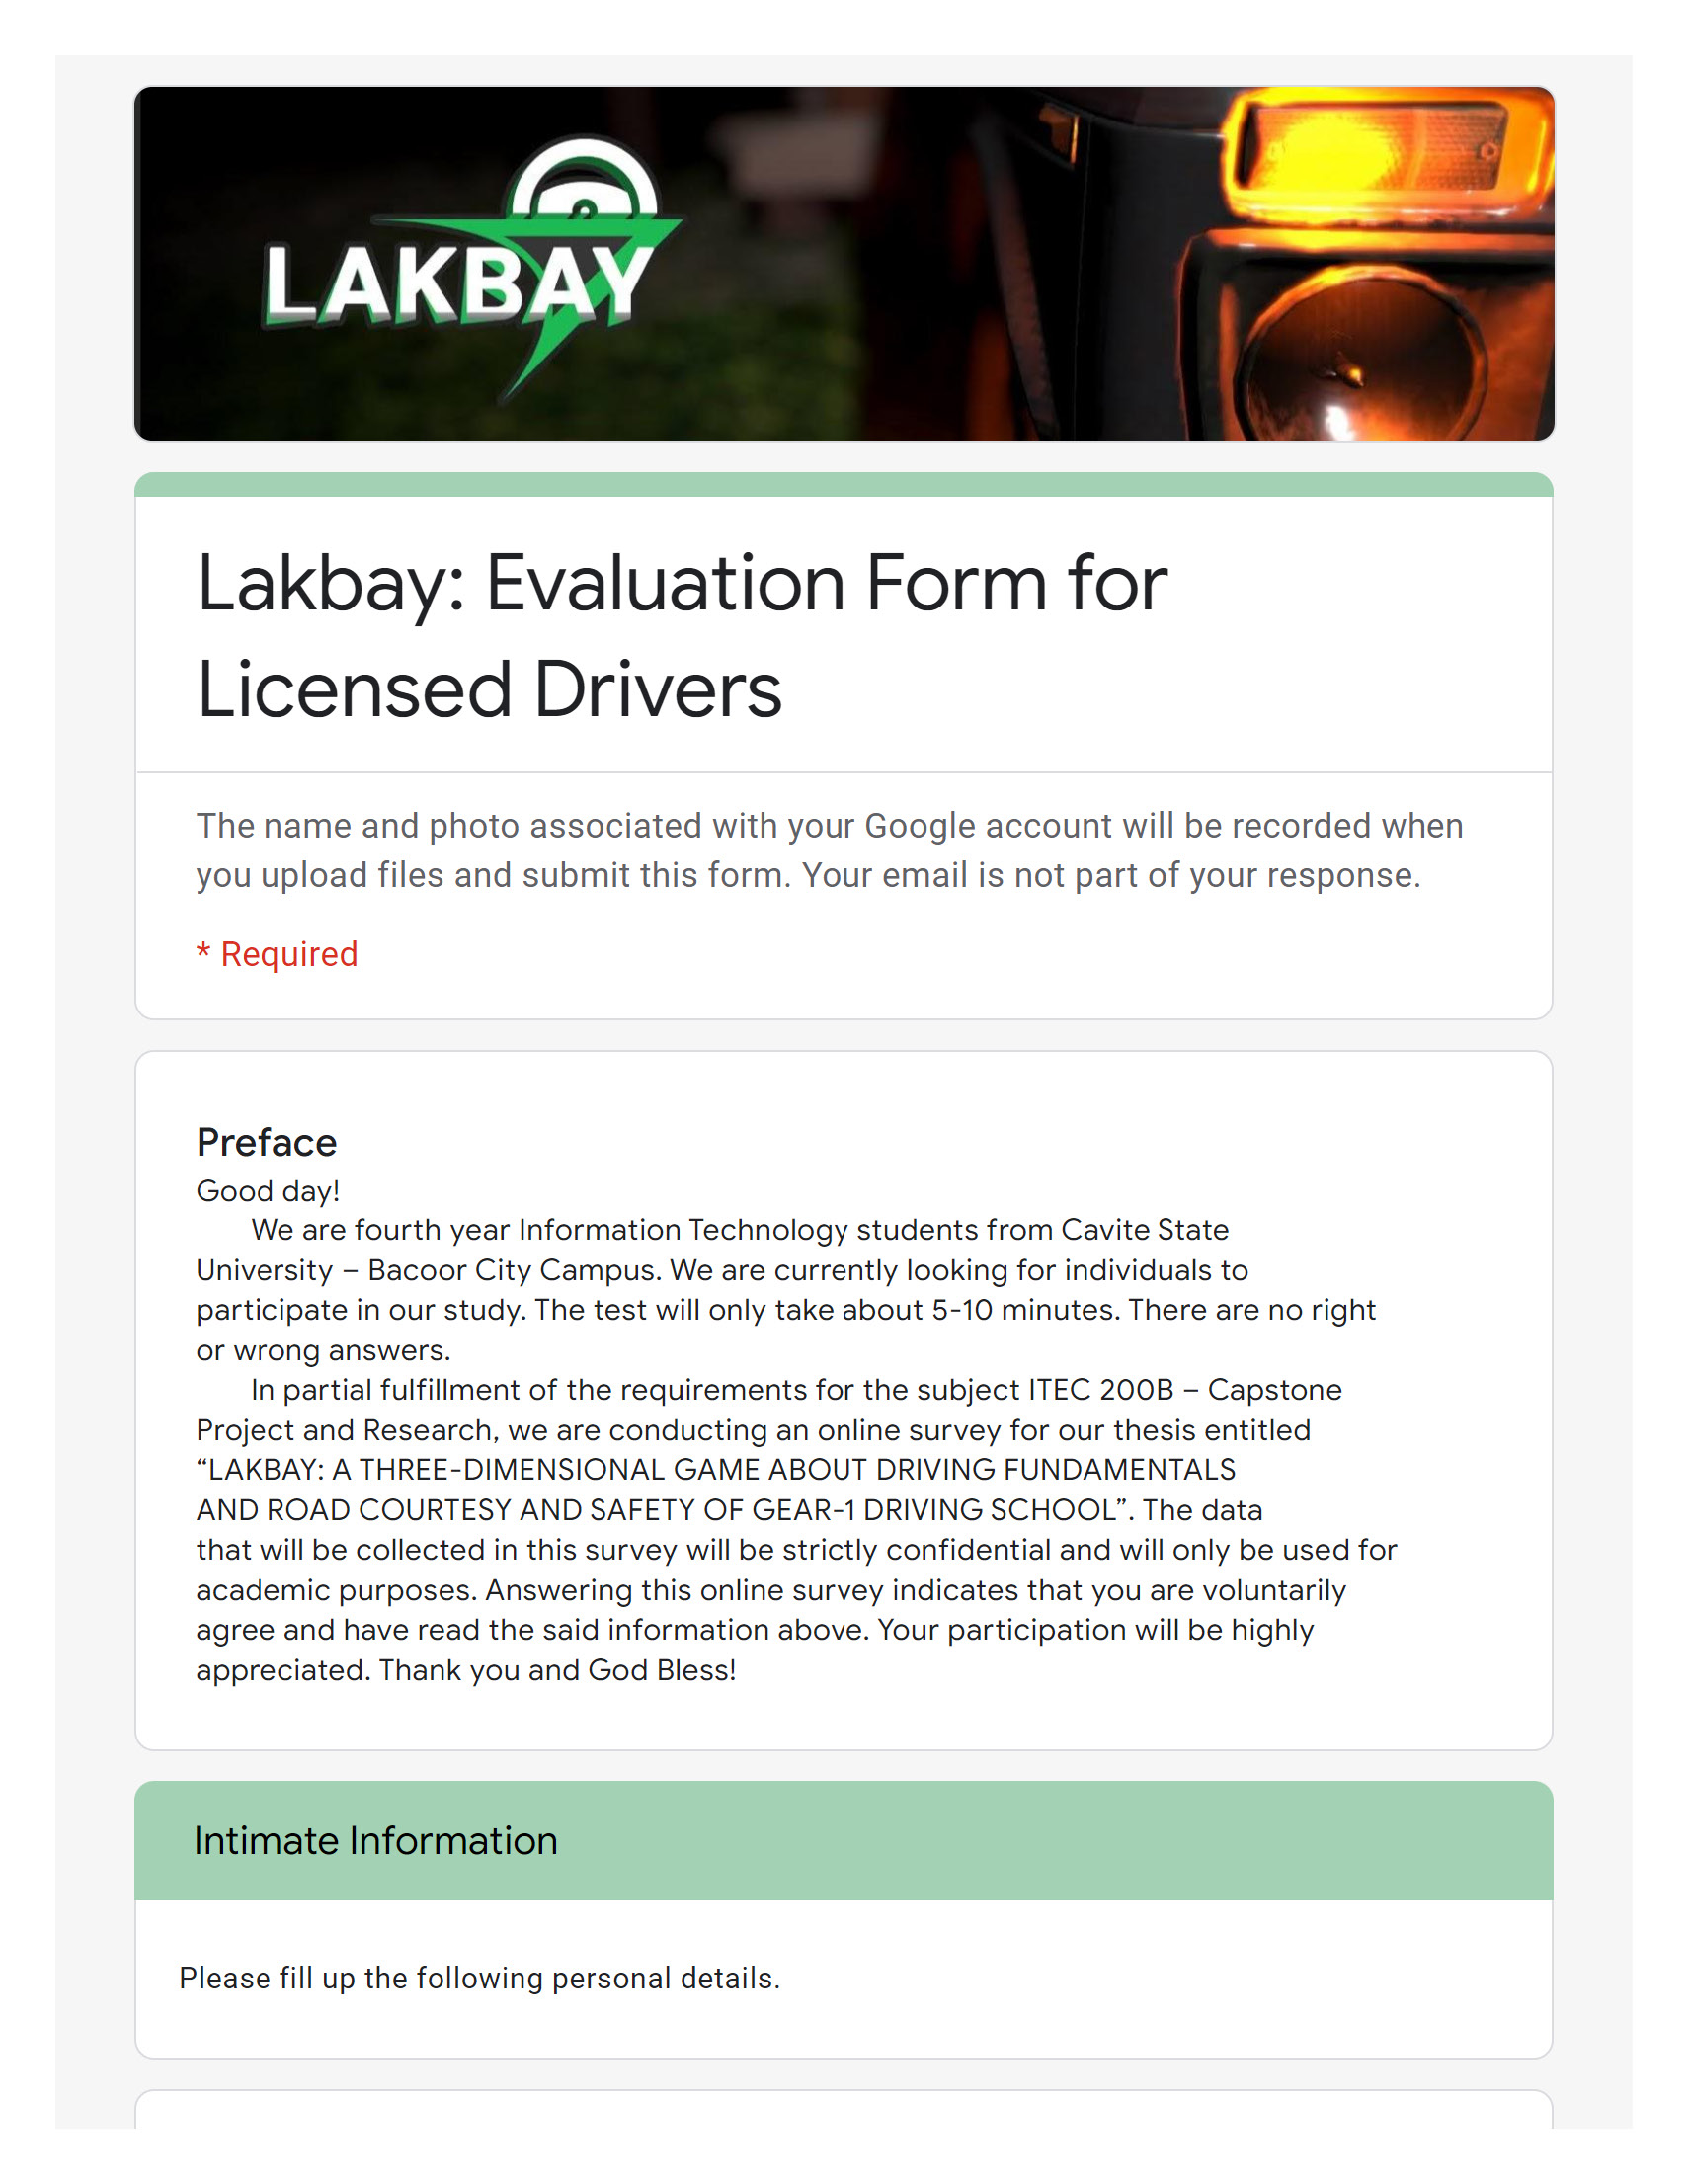 LAKBAY
Lakbay: Evaluation Form for
Licensed Drivers
The name and photo associated with your Google account will be recorded when
you upload files and submit this form. Your email is not part of your response.
* Required
Preface
Good day!
We are fourth year Information Technology students from Cavite State
University – Bacoor City Campus. We are currently looking for individuals to
participate in our study. The test will only take about 5-10 minutes. There are no right
or wrong answers.
In partial fulfillment of the requirements for the subject ITEC 200B – Capstone
Project and Research, we are conducting an online survey for our thesis entitled
“LAKBAY: A THREE-DIMENSIONAL GAME ABOUT DRIVING FUNDAMENTALS
AND ROAD COURTESY AND SAFETY OF GEAR-1 DRIVING SCHOOL”. The data
that will be collected in this survey will be strictly confidential and will only be used for
academic purposes. Answering this online survey indicates that you are voluntarily
agree and have read the said information above. Your participation will be highly
appreciated. Thank you and God Bless!
Intimate Information
Please fill up the following personal details.